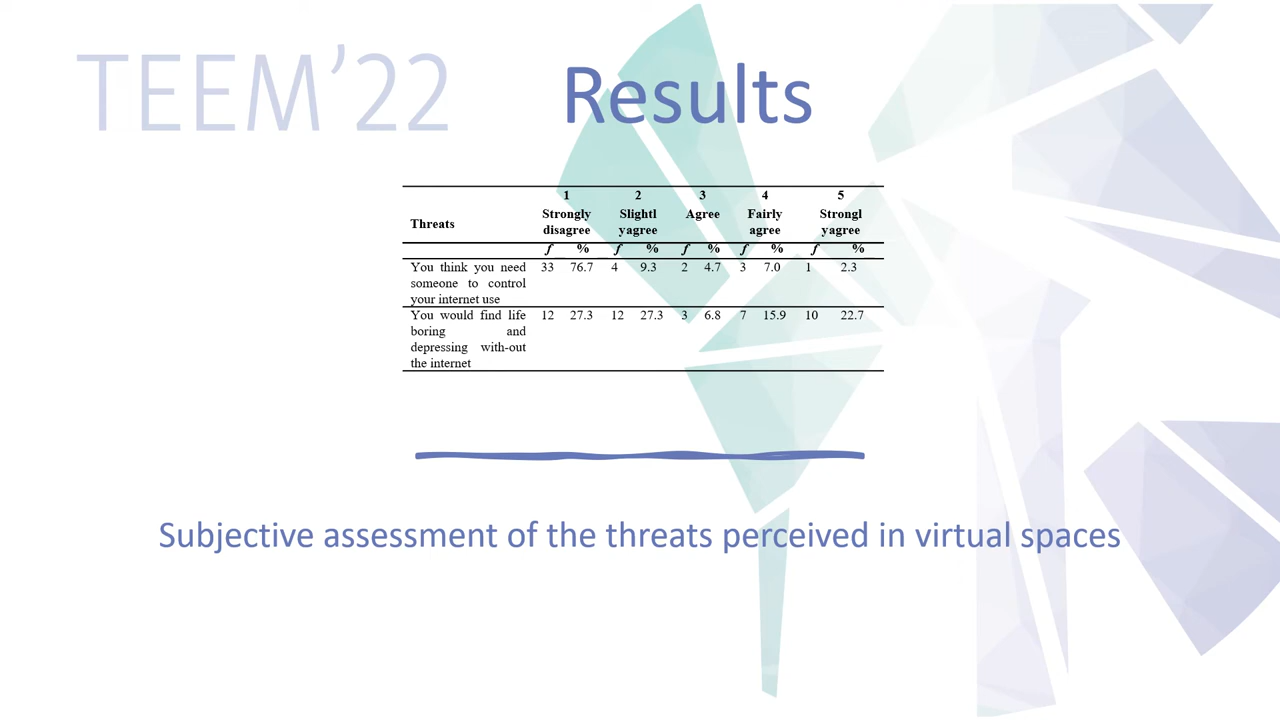 TEEM’22 Results
1 2 3 4 5
Threats Strongly Slightl Agree Fairly Strongl
disagree yagree agree yagree
f % f % f % f % f %
You think you need 33 76.7 4 9.3 2 4.7 3 7.0 1 2.3
someone to control
your internet use
You would find life 12 27.3 12 27.3 3 6.8 7 15.9 10 22.7
boring and
depressing with-out
the internet
Subjective assessment of the threats perceived in virtual spaces